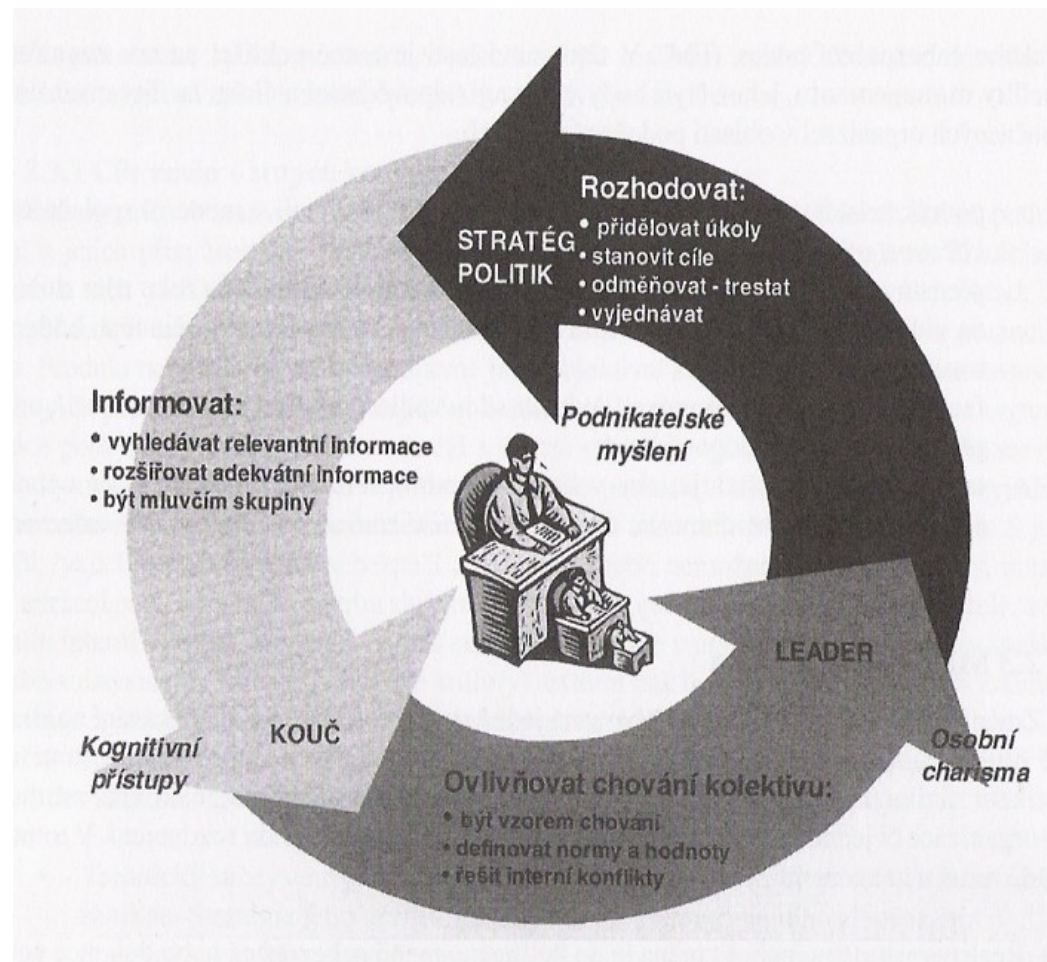 Rozhodovat:
• přidělovat úkoly
• stanovit cíle
• odměňovat - trestat
• vyjednávat
STRATÉG
POLITIK
Informovat:
• vyhledávat relevantní informace
• rozšiřovat adekvátní informace
• být mluvčím skupiny
Podnikatelské
myšlení
LEADER
KOUČ
Kognitivní
přístupy
Osobní
charisma
Ovlivňovat chování kolektivu:
• být vzorem chování
• definovat normy a hodnoty
• řešit interní konflikty